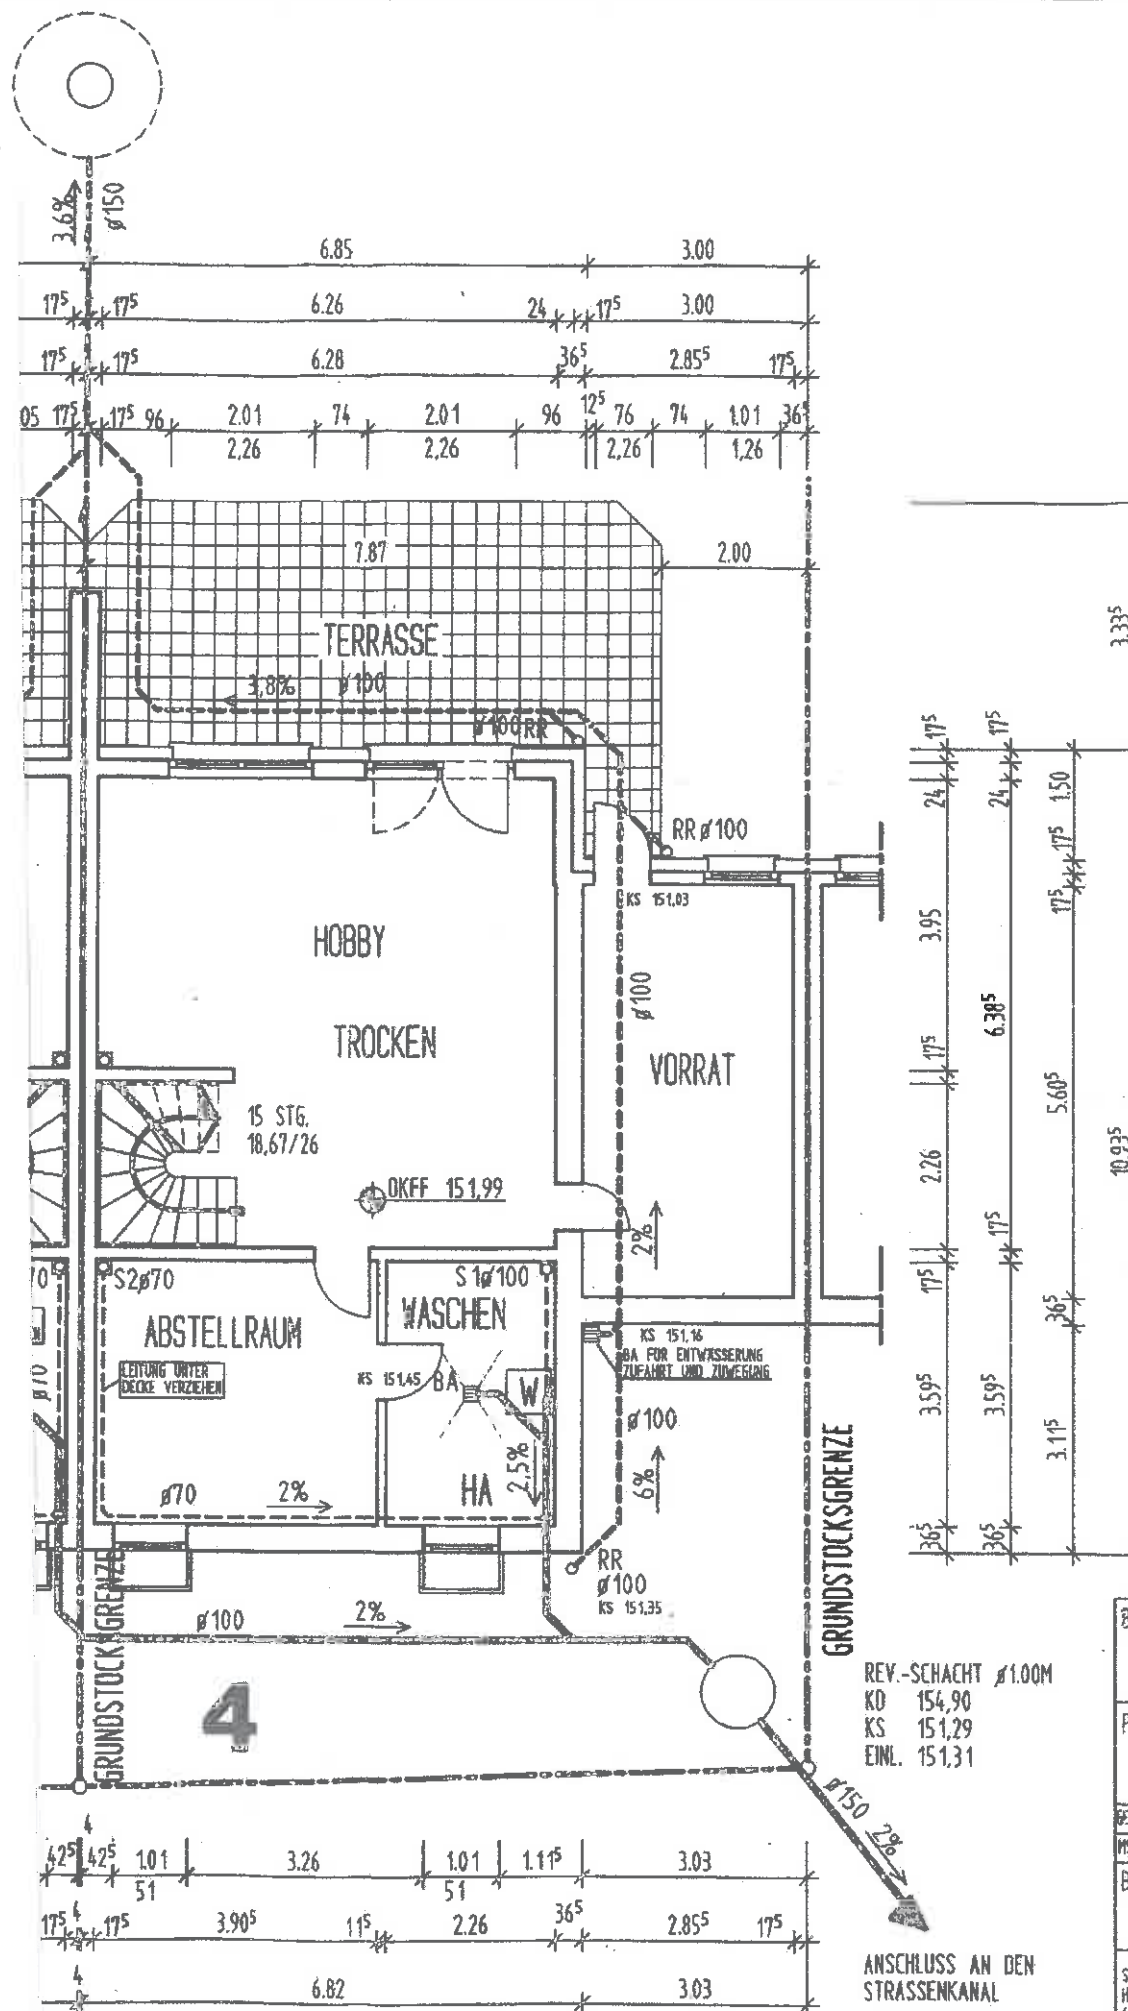 3,6%
ø150
6.85 3.00
17⁵ 17⁵ 6.26 24 17⁵ 3.00
17⁵ 17⁵ 6.28 36⁵ 2.85⁵ 17⁵
05 17⁵ 17⁵ 96 2.01 74 2.01 96 12⁵ 76 74 1.01 36⁵
2,26 2,26 2,26 1,26
7.87 2.00
TERRASSE
3,8% ø100
ø100 RR
RR ø100
KS 151,03
HOBBY
TROCKEN
ø100
VORRAT
15 STG.
18,67/26
OKFF 151,99
2%
70
S2ø70
S1ø100
WASCHEN
ABSTELLRAUM
LEITUNG UNTER
DECKE VERZIEHEN
KS 151,45
BA
W
KS 151,16
BA FÜR ENTWÄSSERUNG
ZUFAHRT UND ZUWEGUNG
ø70
ø100
2,5%
6%
HA
ø70 2%
RR
ø100
KS 151,35
ø100 2%
GRUNDSTÜCKSGRENZE
GRUNDSTÜCKSGRENZE
4
REV.-SCHACHT ø1.00M
KD 154,90
KS 151,29
EINL. 151,31
ø150 2%
ANSCHLUSS AN DEN
STRASSENKANAL
3.33⁵
17⁵ 17⁵
24 24 1.50
17⁵
17⁵
3.95
6.38⁵
17⁵
5.60⁵
10.93⁵
2.26
17⁵
17⁵
36⁵
3.59⁵ 3.59⁵ 3.11⁵
36⁵ 36⁵
4
42⁵ 42⁵ 1.01 3.26 1.01 1.11⁵ 3.03
51 51
4
17⁵ 17⁵ 3.90⁵ 11⁵ 2.26 36⁵ 2.85⁵ 17⁵
4
6.82 3.03